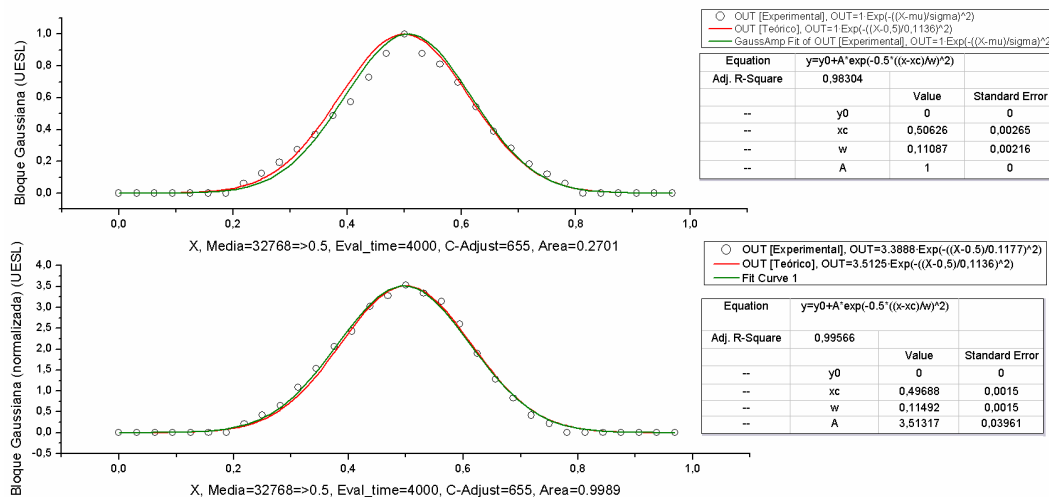 Bloque Gaussiana (UESL)
1,0
0,8
0,6
0,4
0,2
0,0
0,0 0,2 0,4 0,6 0,8 1,0
X, Media=32768=>0.5, Eval_time=4000, C-Adjust=655, Area=0.2701
OUT [Experimental], OUT=1·Exp(-((X-mu)/sigma)^2)
OUT [Teórico], OUT=1·Exp(-((X-0,5)/0,1136)^2)
GaussAmp Fit of OUT [Experimental], OUT=1·Exp(-((X-mu)/sigma)^2
Equation y=y0+A*exp(-0.5*((x-xc)/w)^2)
Adj. R-Square 0,98304
Value Standard Error
-- y0 0 0
-- xc 0,50626 0,00265
-- w 0,11087 0,00216
-- A 1 0
Bloque Gaussiana (normalizada) (UESL)
4,0
3,5
3,0
2,5
2,0
1,5
1,0
0,5
0,0
-0,5
0,0 0,2 0,4 0,6 0,8 1,0
X, Media=32768=>0.5, Eval_time=4000, C-Adjust=655, Area=0.9989
OUT [Experimental], OUT=3.3888·Exp(-((X-0.5)/0.1177)^2)
OUT [Teórico], OUT=3.5125·Exp(-((X-0,5)/0,1136)^2)
Fit Curve 1
Equation y=y0+A*exp(-0.5*((x-xc)/w)^2)
Adj. R-Square 0,99566
Value Standard Error
-- y0 0 0
-- xc 0,49688 0,0015
-- w 0,11492 0,0015
-- A 3,51317 0,03961